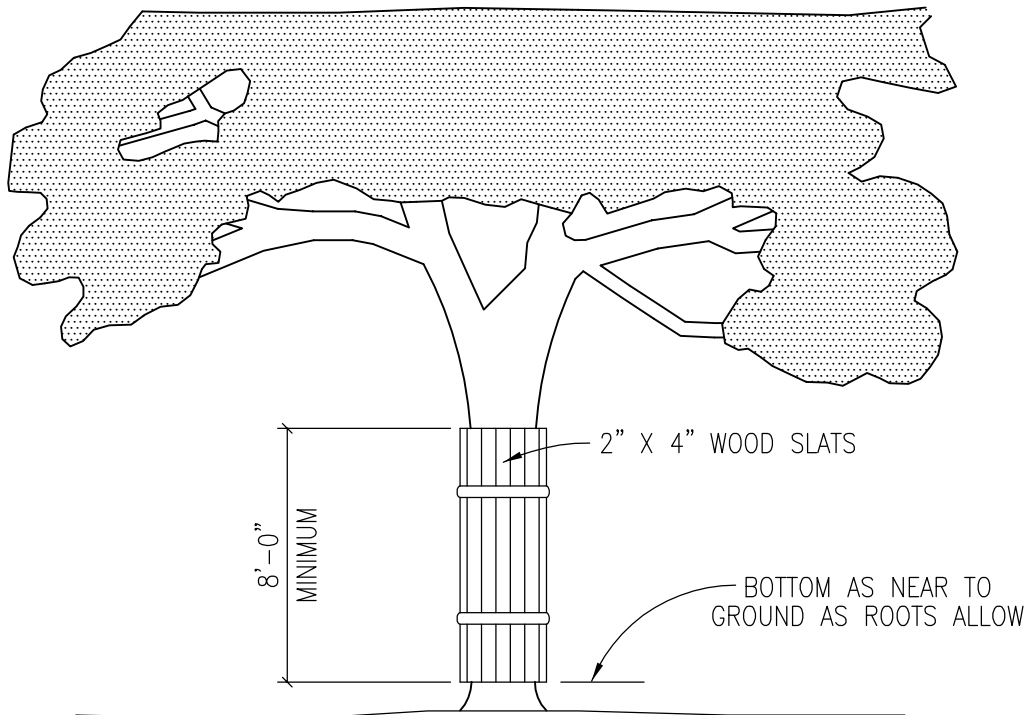 2” X 4” WOOD SLATS
8’-0”
MINIMUM
BOTTOM AS NEAR TO
GROUND AS ROOTS ALLOW